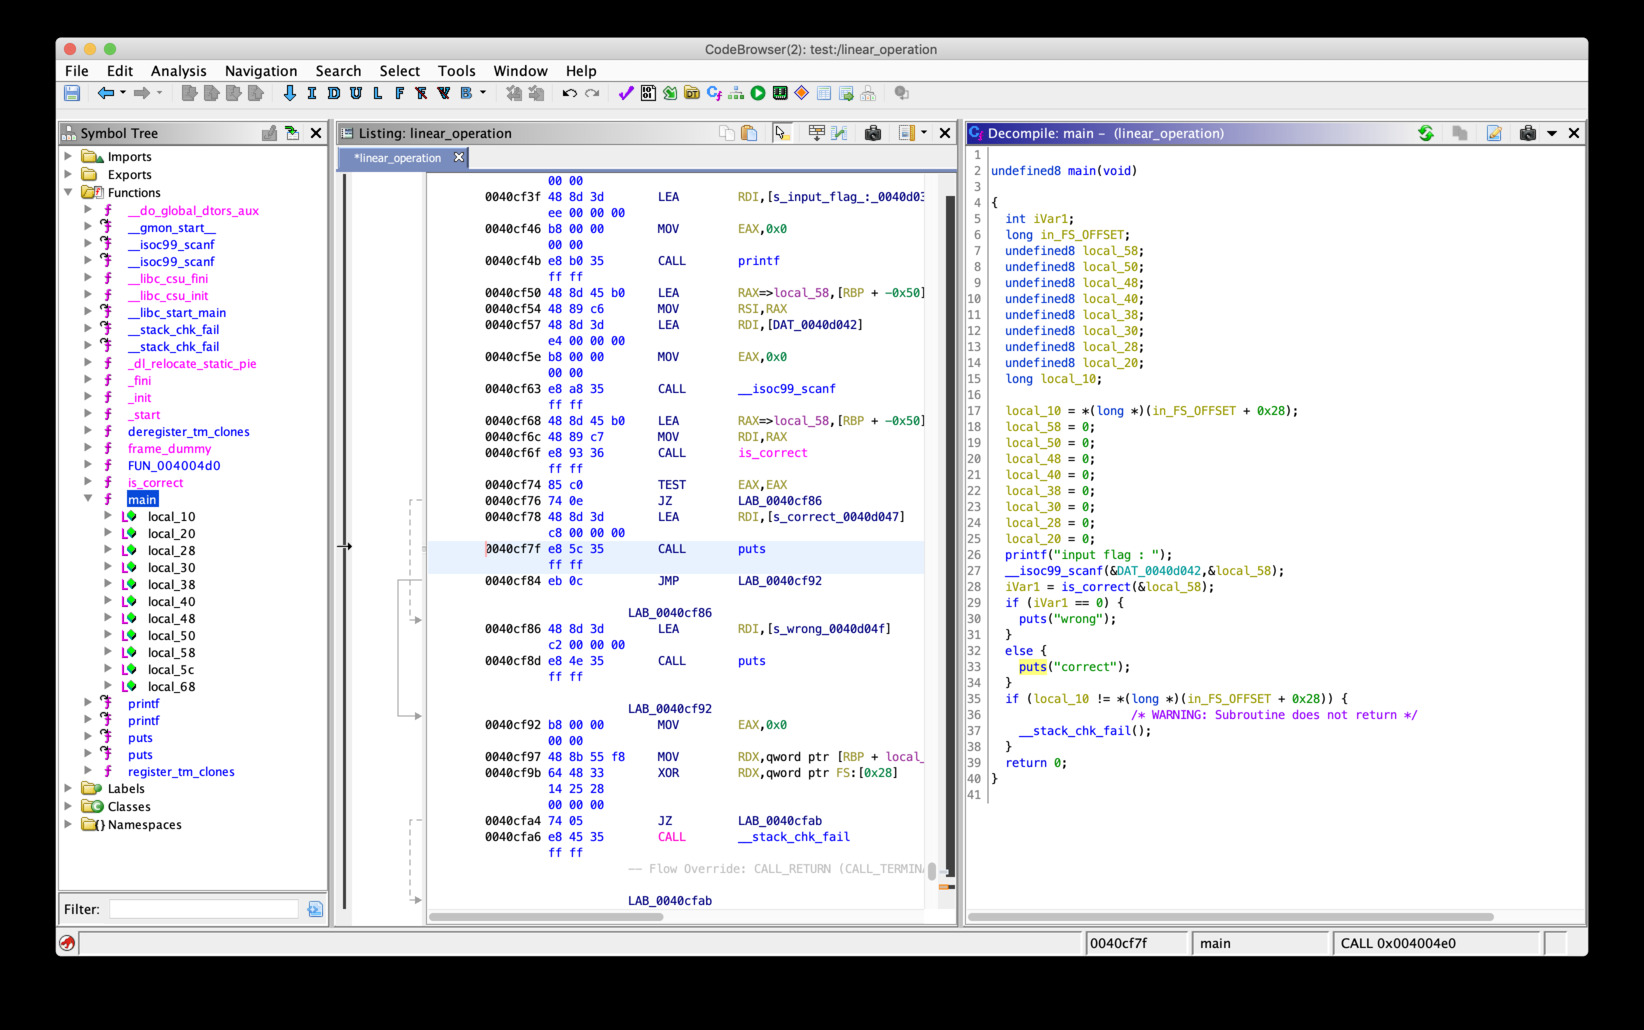 CodeBrowser(2): test:/linear_operation
File Edit Analysis Navigation Search Select Tools Window Help
I D U L F F V B
Symbol Tree
Imports
Exports
Functions
__do_global_dtors_aux
__gmon_start__
__isoc99_scanf
__isoc99_scanf
__libc_csu_fini
__libc_csu_init
__libc_start_main
__stack_chk_fail
__stack_chk_fail
_dl_relocate_static_pie
_fini
_init
_start
deregister_tm_clones
frame_dummy
FUN_004004d0
is_correct
main
local_10
local_20
local_28
local_30
local_38
local_40
local_48
local_50
local_58
local_5c
local_68
printf
printf
puts
puts
register_tm_clones
Labels
Classes
Namespaces
Filter:
Listing: linear_operation
*linear_operation
00 00
0040cf3f 48 8d 3d LEA RDI,[s_input_flag_:_0040d03
ee 00 00 00
0040cf46 b8 00 00 MOV EAX,0x0
00 00
0040cf4b e8 b0 35 CALL printf
ff ff
0040cf50 48 8d 45 b0 LEA RAX=>local_58,[RBP + -0x50]
0040cf54 48 89 c6 MOV RSI,RAX
0040cf57 48 8d 3d LEA RDI,[DAT_0040d042]
e4 00 00 00
0040cf5e b8 00 00 MOV EAX,0x0
00 00
0040cf63 e8 a8 35 CALL __isoc99_scanf
ff ff
0040cf68 48 8d 45 b0 LEA RAX=>local_58,[RBP + -0x50]
0040cf6c 48 89 c7 MOV RDI,RAX
0040cf6f e8 93 36 CALL is_correct
ff ff
0040cf74 85 c0 TEST EAX,EAX
0040cf76 74 0e JZ LAB_0040cf86
0040cf78 48 8d 3d LEA RDI,[s_correct_0040d047]
c8 00 00 00
0040cf7f e8 5c 35 CALL puts
ff ff
0040cf84 eb 0c JMP LAB_0040cf92
LAB_0040cf86
0040cf86 48 8d 3d LEA RDI,[s_wrong_0040d04f]
c2 00 00 00
0040cf8d e8 4e 35 CALL puts
ff ff
LAB_0040cf92
0040cf92 b8 00 00 MOV EAX,0x0
00 00
0040cf97 48 8b 55 f8 MOV RDX,qword ptr [RBP + local_
0040cf9b 64 48 33 XOR RDX,qword ptr FS:[0x28]
14 25 28
00 00 00
0040cfa4 74 05 JZ LAB_0040cfab
0040cfa6 e8 45 35 CALL __stack_chk_fail
ff ff
-- Flow Override: CALL_RETURN (CALL_TERMINA
LAB_0040cfab
Decompile: main - (linear_operation)
1
2 undefined8 main(void)
3
4 {
5 int iVar1;
6 long in_FS_OFFSET;
7 undefined8 local_58;
8 undefined8 local_50;
9 undefined8 local_48;
10 undefined8 local_40;
11 undefined8 local_38;
12 undefined8 local_30;
13 undefined8 local_28;
14 undefined8 local_20;
15 long local_10;
16
17 local_10 = *(long *)(in_FS_OFFSET + 0x28);
18 local_58 = 0;
19 local_50 = 0;
20 local_48 = 0;
21 local_40 = 0;
22 local_38 = 0;
23 local_30 = 0;
24 local_28 = 0;
25 local_20 = 0;
26 printf("input flag : ");
27 __isoc99_scanf(&DAT_0040d042,&local_58);
28 iVar1 = is_correct(&local_58);
29 if (iVar1 == 0) {
30 puts("wrong");
31 }
32 else {
33 puts("correct");
34 }
35 if (local_10 != *(long *)(in_FS_OFFSET + 0x28)) {
36 /* WARNING: Subroutine does not return */
37 __stack_chk_fail();
38 }
39 return 0;
40 }
41
0040cf7f main CALL 0x004004e0